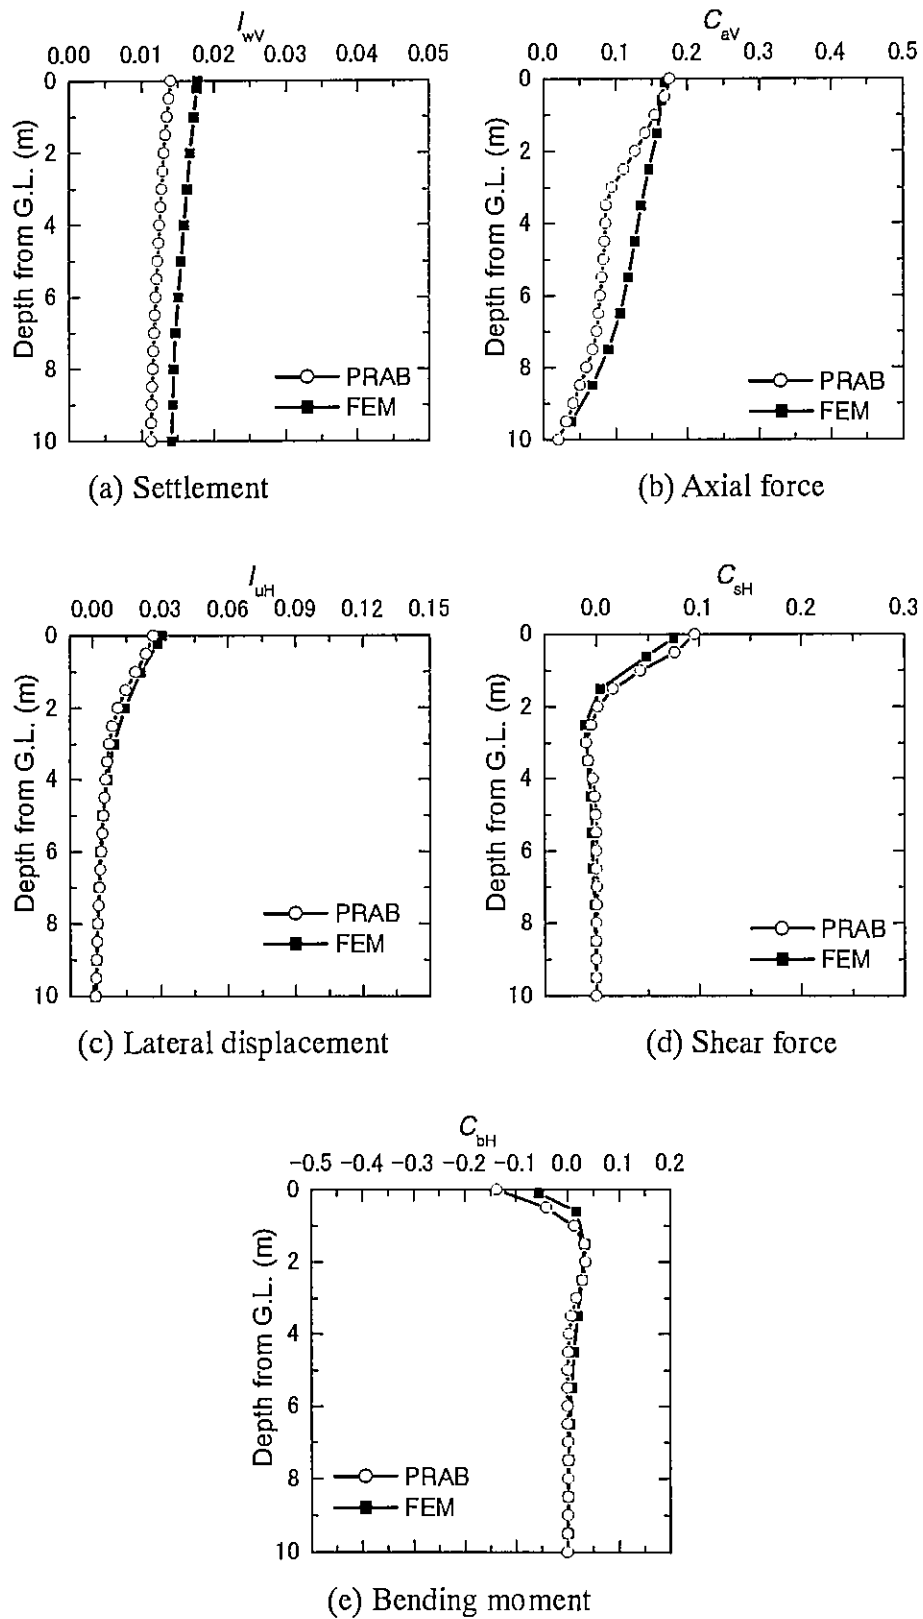 I_wV
0.00 0.01 0.02 0.03 0.04 0.05
Depth from G.L. (m)
0
2
4
6
8
10
PRAB
FEM
(a) Settlement
C_aV
0.0 0.1 0.2 0.3 0.4 0.5
Depth from G.L. (m)
0
2
4
6
8
10
PRAB
FEM
(b) Axial force
I_uH
0.00 0.03 0.06 0.09 0.12 0.15
Depth from G.L. (m)
0
2
4
6
8
10
PRAB
FEM
(c) Lateral displacement
C_sH
0.0 0.1 0.2 0.3
Depth from G.L. (m)
0
2
4
6
8
10
PRAB
FEM
(d) Shear force
C_bH
-0.5 -0.4 -0.3 -0.2 -0.1 0.0 0.1 0.2
Depth from G.L. (m)
0
2
4
6
8
10
PRAB
FEM
(e) Bending moment